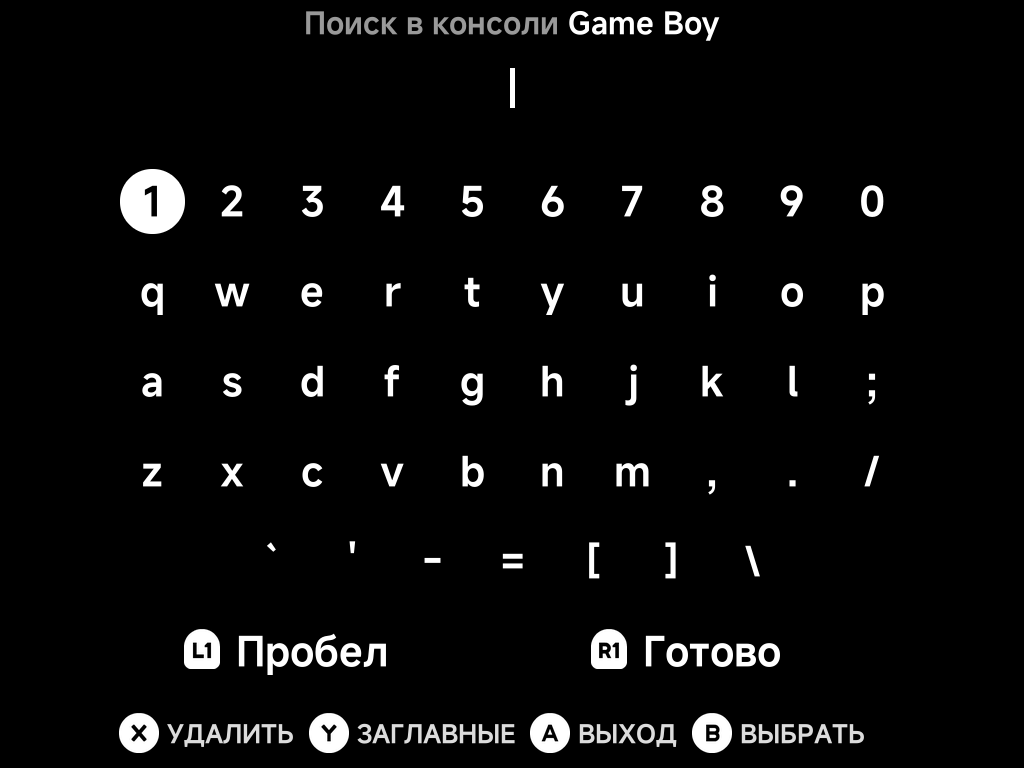 Поиск в консоли Game Boy
1 2 3 4 5 6 7 8 9 0
q w e r t y u i o p
a s d f g h j k l ;
z x c v b n m , . /
` ' - = [ ] \
L1 Пробел R1 Готово
X УДАЛИТЬ Y ЗАГЛАВНЫЕ A ВЫХОД B ВЫБРАТЬ